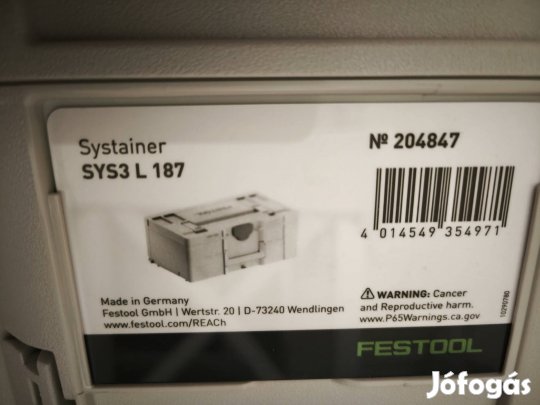 Systainer
SYS3 L 187
№ 204847
4 014549 354971
Made in Germany
Festool GmbH | Wertstr. 20 | D-73240 Wendlingen
www.festool.com/REACh
⚠ WARNING: Cancer
and Reproductive harm.
www.P65Warnings.ca.gov
10290780
FESTOOL
Jófogás